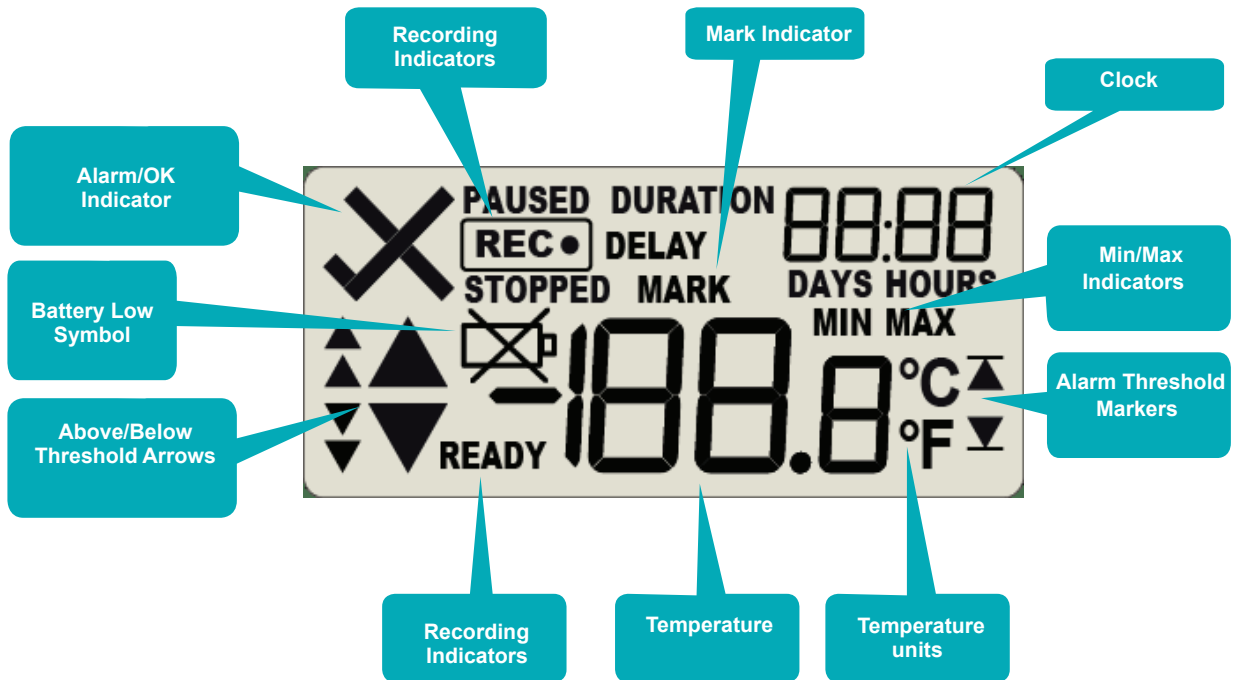 Recording
Indicators
Mark Indicator
Clock
Alarm/OK
Indicator
PAUSED DURATION 88:88
REC● DELAY
STOPPED MARK DAYS HOURS
Min/Max
Indicators
Battery Low
Symbol
MIN MAX
-188.8 °C
°F
READY
Alarm Threshold
Markers
Above/Below
Threshold Arrows
Recording
Indicators
Temperature
Temperature
units